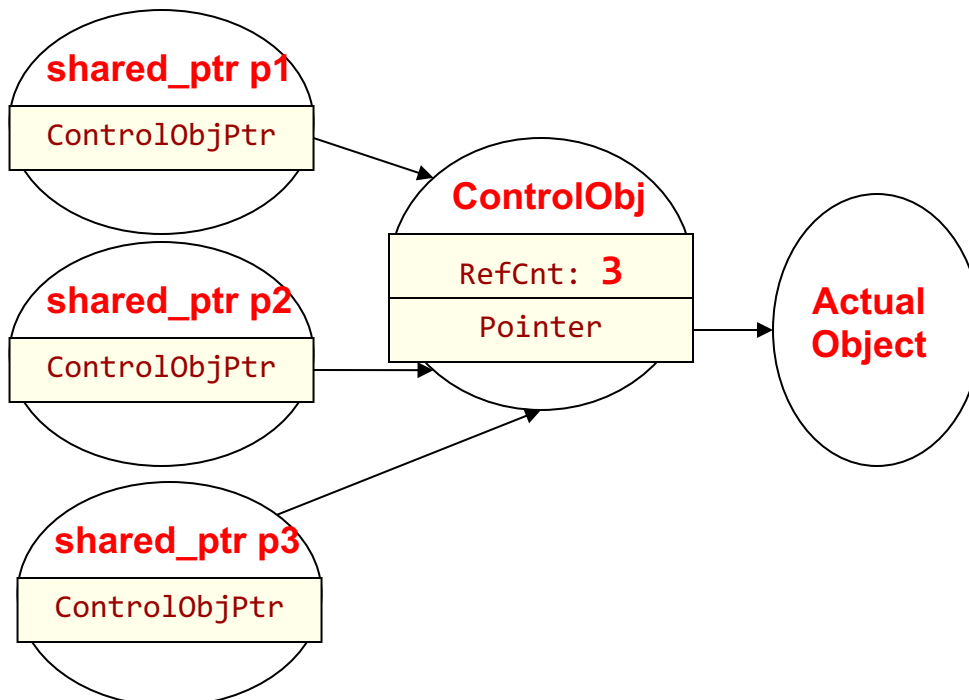 shared_ptr p1
ControlObjPtr
shared_ptr p2
ControlObjPtr
shared_ptr p3
ControlObjPtr
ControlObj
RefCnt: 3
Pointer
Actual
Object